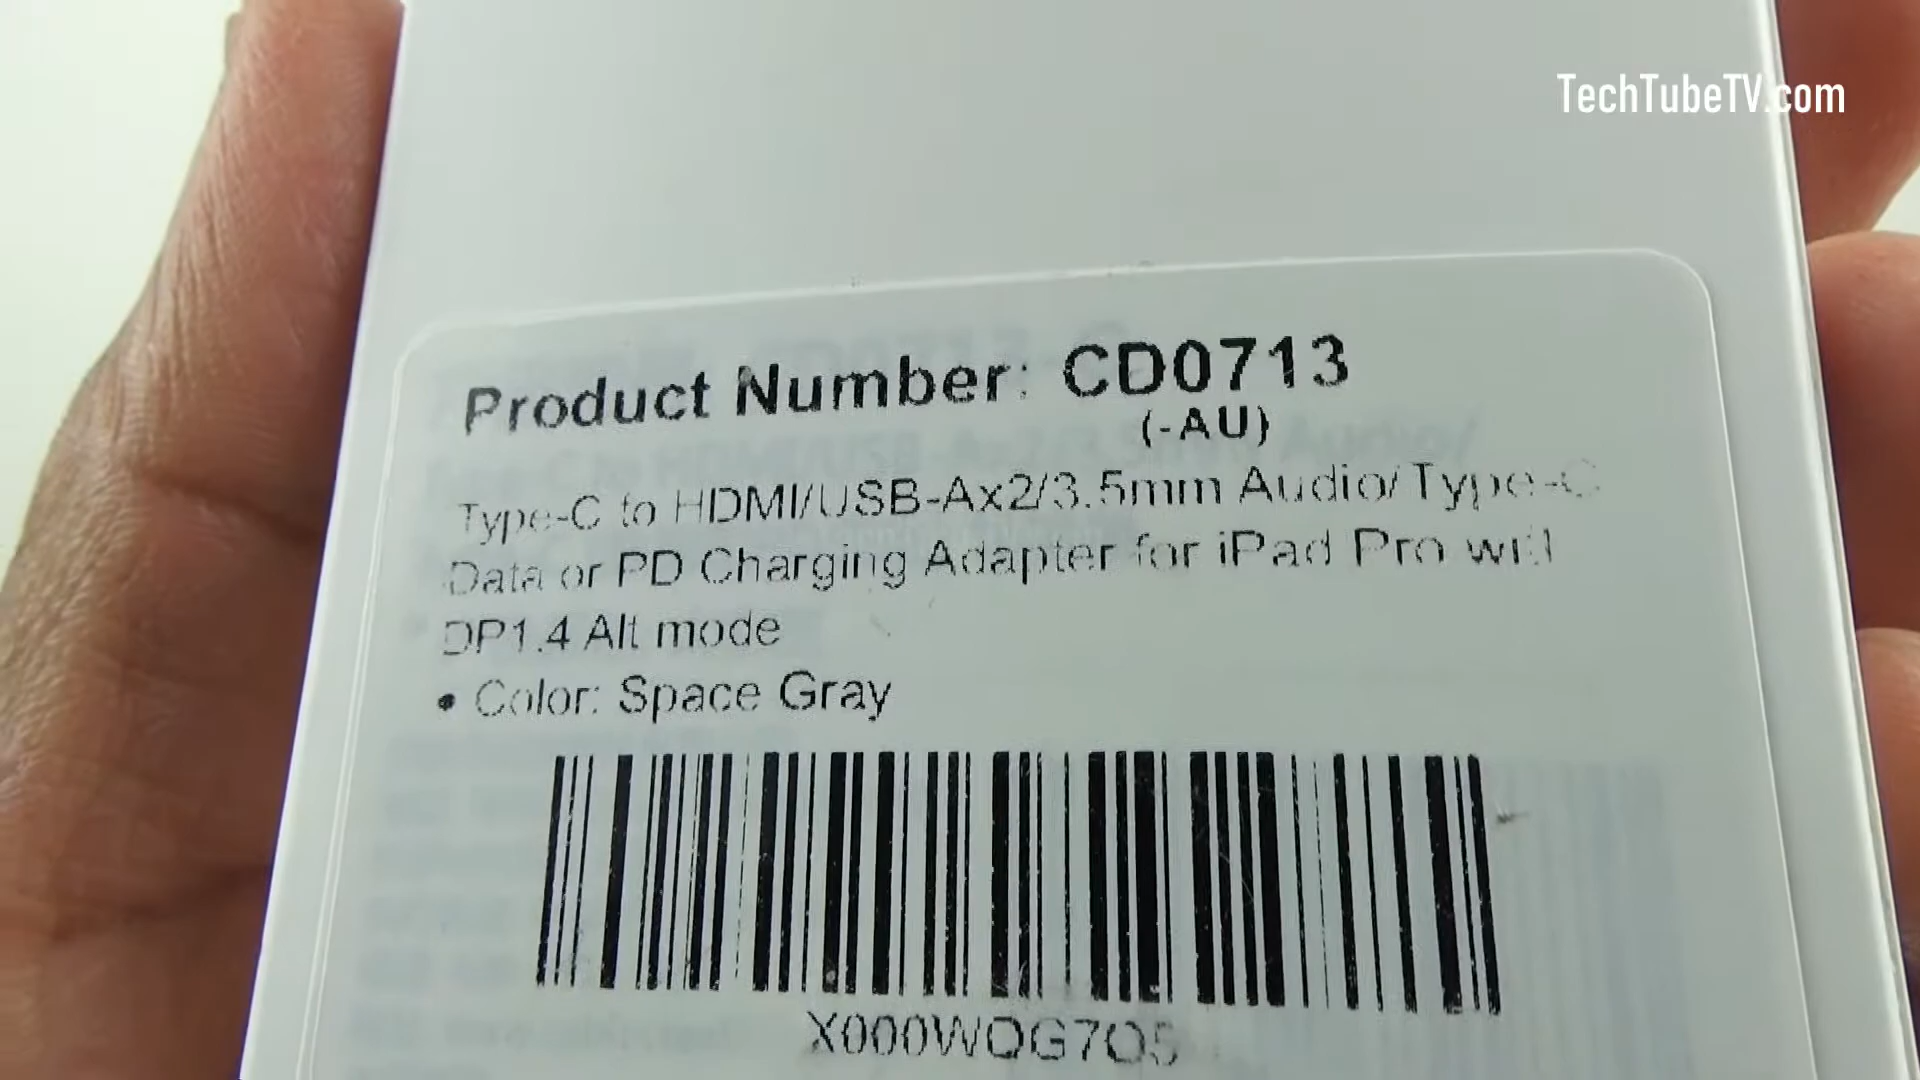 TechTubeTV.com
Product Number: CD0713
(-AU)
Type-C to HDMI/USB-Ax2/3.5mm Audio/Type-C
Data or PD Charging Adapter for iPad Pro with
DP1.4 Alt mode
• Color: Space Gray